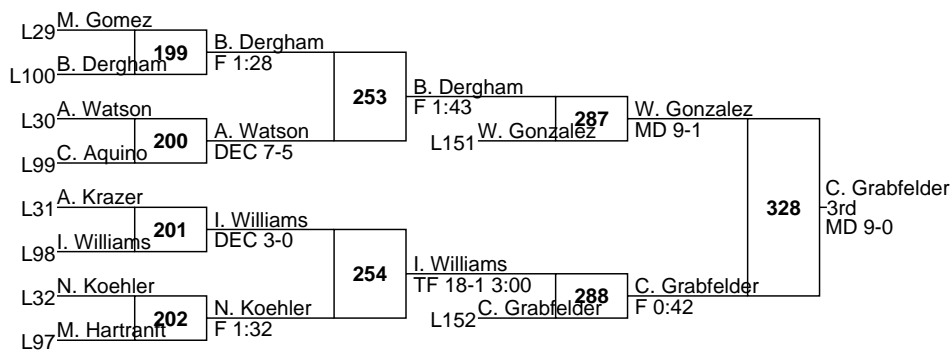 L29 M. Gomez
199
L100 B. Dergham
B. Dergham
F 1:28
L30 A. Watson
200
L99 C. Aquino
A. Watson
DEC 7-5
253
B. Dergham
F 1:43
L151 W. Gonzalez
287
W. Gonzalez
MD 9-1
L31 A. Krazer
201
L98 I. Williams
I. Williams
DEC 3-0
L32 N. Koehler
202
L97 M. Hartranft
N. Koehler
F 1:32
254
I. Williams
TF 18-1 3:00
L152 C. Grabfelder
288
C. Grabfelder
F 0:42
328
C. Grabfelder
3rd
MD 9-0